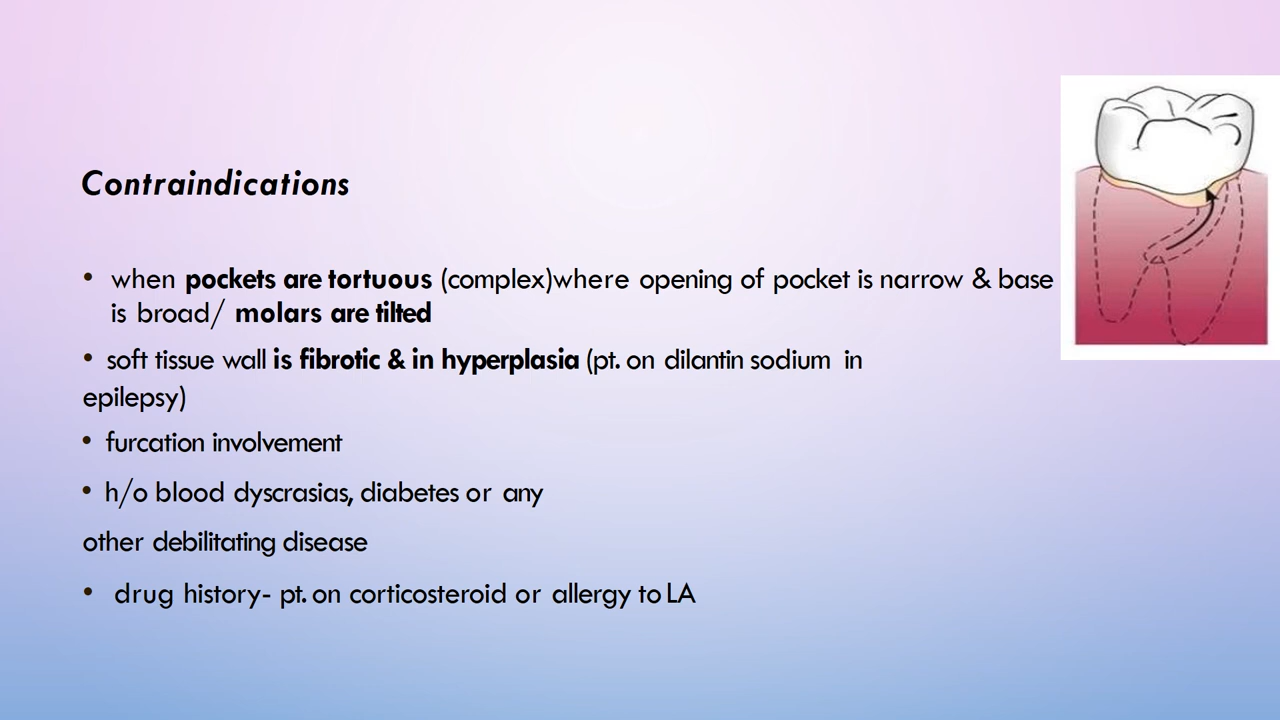 Contraindications
• when pockets are tortuous (complex)where opening of pocket is narrow & base
is broad/ molars are tilted
• soft tissue wall is fibrotic & in hyperplasia (pt. on dilantin sodium in
epilepsy)
• furcation involvement
• h/o blood dyscrasias, diabetes or any
other debilitating disease
• drug history- pt. on corticosteroid or allergy to LA